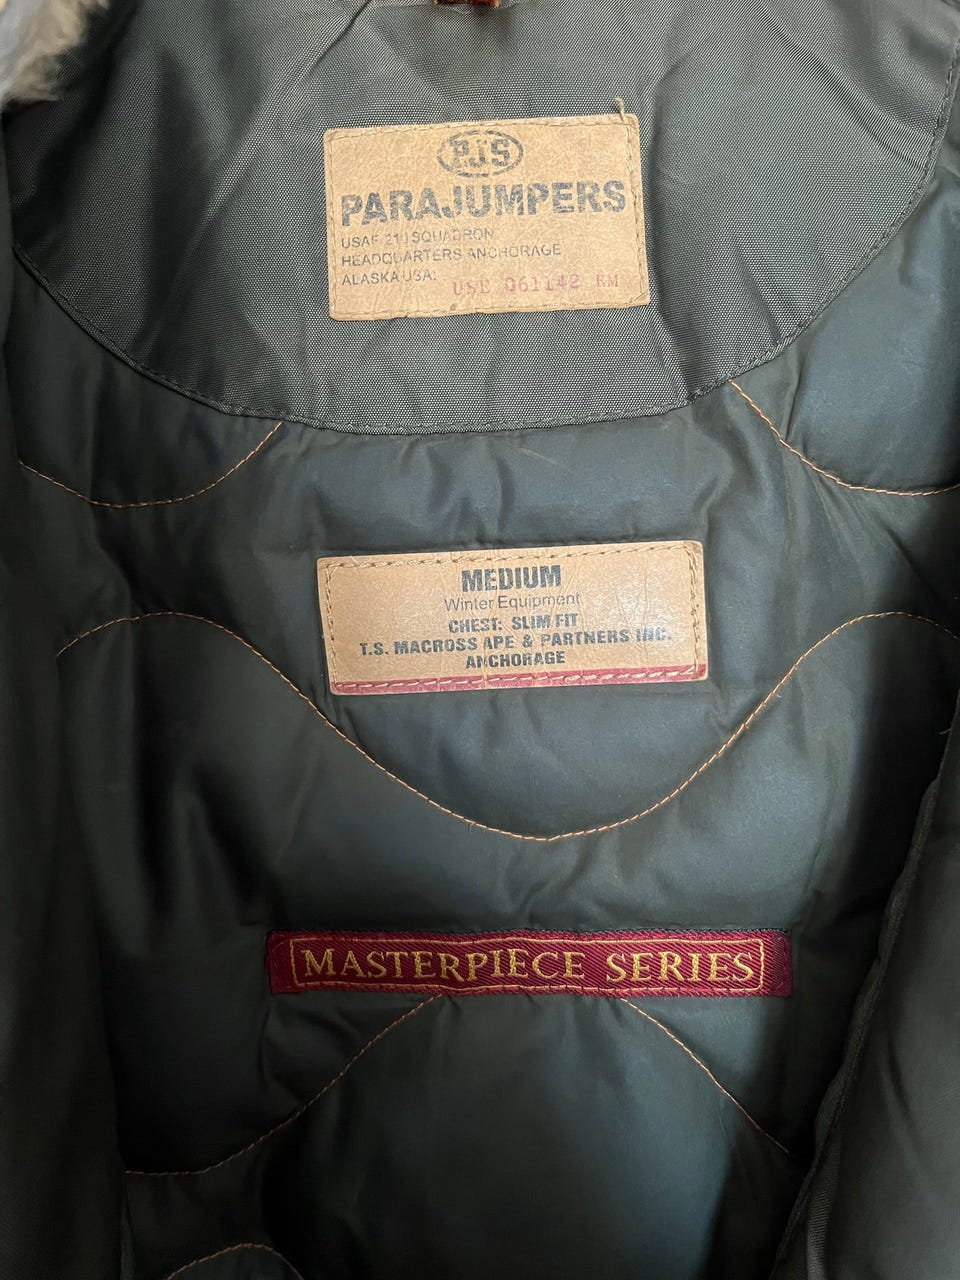 PJS
PARAJUMPERS
USAF 210 SQUADRON
HEADQUARTERS ANCHORAGE
ALASKA USA: USE 061142 RM
MEDIUM
Winter Equipment
CHEST: SLIM FIT
T.S. MACROSS APE & PARTNERS INC.
ANCHORAGE
MASTERPIECE SERIES